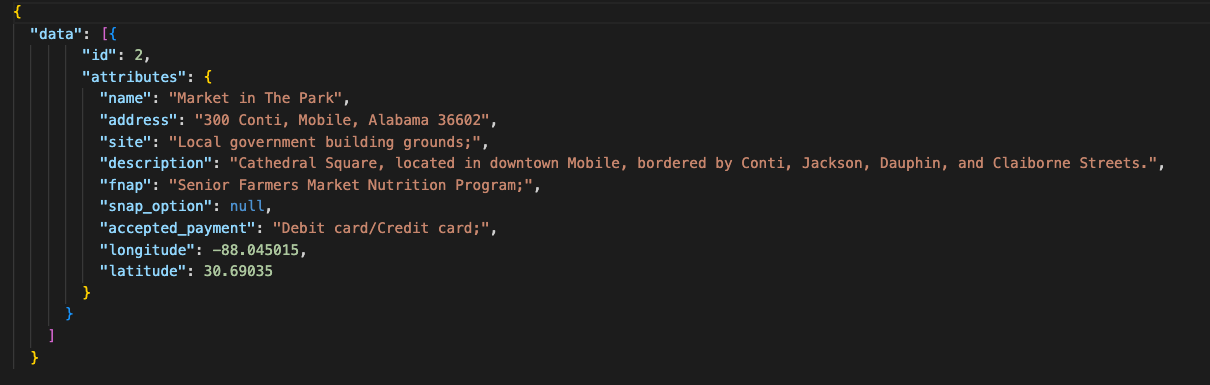 {
"data": [{
"id": 2,
"attributes": {
"name": "Market in The Park",
"address": "300 Conti, Mobile, Alabama 36602",
"site": "Local government building grounds;",
"description": "Cathedral Square, located in downtown Mobile, bordered by Conti, Jackson, Dauphin, and Claiborne Streets.",
"fnap": "Senior Farmers Market Nutrition Program;",
"snap_option": null,
"accepted_payment": "Debit card/Credit card;",
"longitude": -88.045015,
"latitude": 30.69035
}
}
]
}